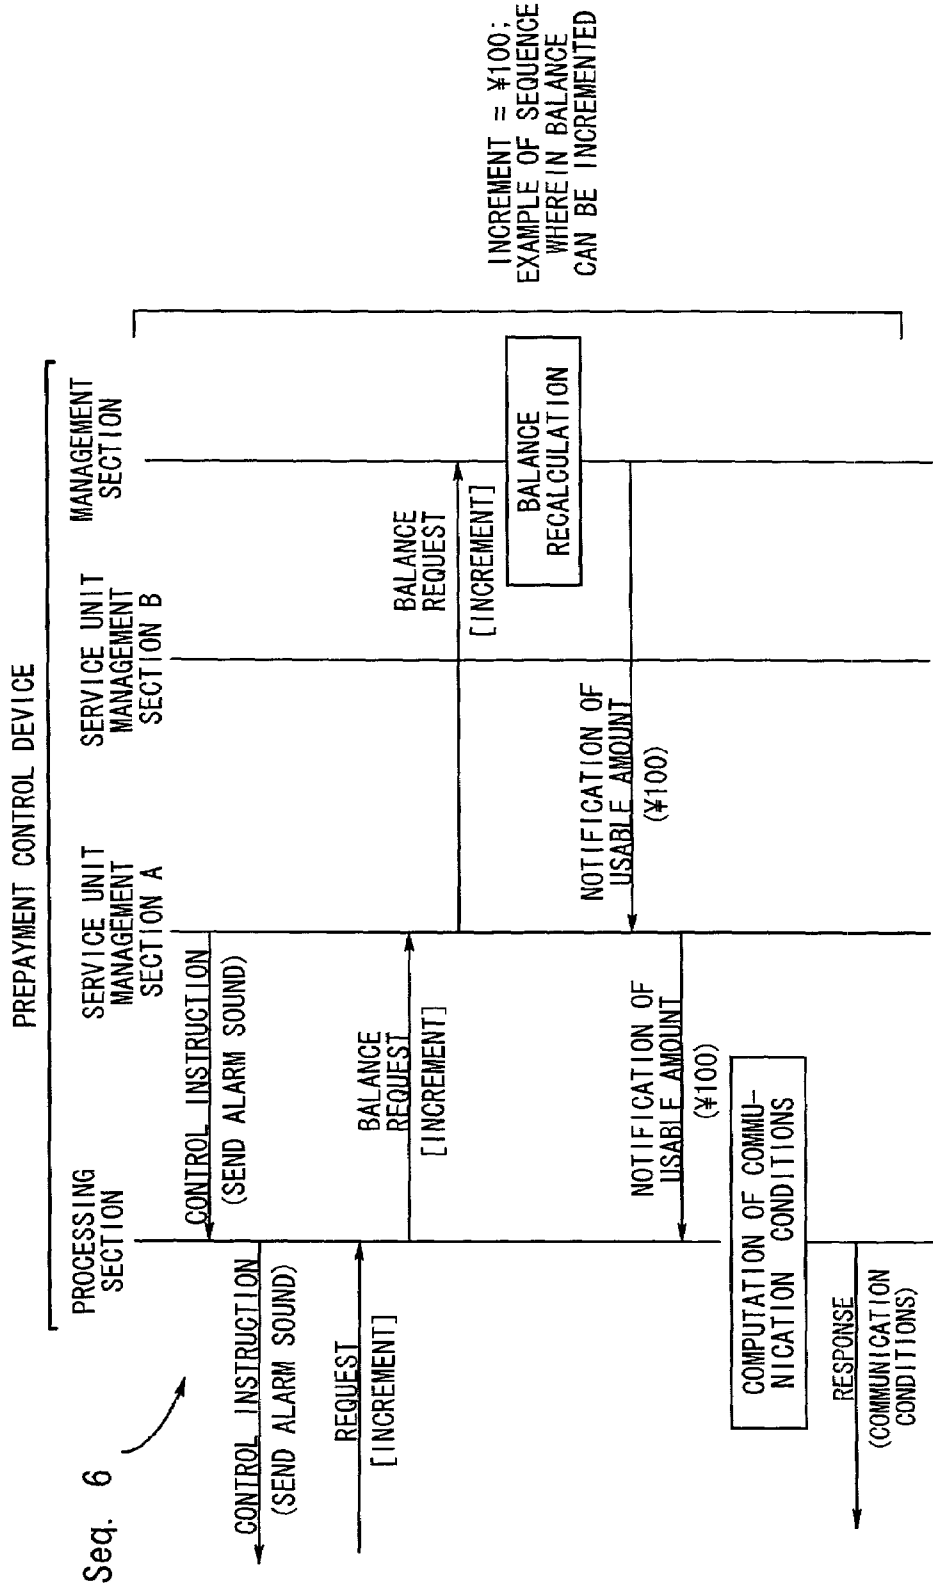 Seq. 6
PREPAYMENT CONTROL DEVICE
PROCESSING
SECTION
SERVICE UNIT
MANAGEMENT
SECTION A
SERVICE UNIT
MANAGEMENT
SECTION B
MANAGEMENT
SECTION
CONTROL INSTRUCTION
(SEND ALARM SOUND)
CONTROL INSTRUCTION
(SEND ALARM SOUND)
REQUEST
[INCREMENT]
BALANCE
REQUEST
[INCREMENT]
BALANCE
REQUEST
[INCREMENT]
BALANCE
RECALCULATION
NOTIFICATION OF
USABLE AMOUNT
(¥100)
NOTIFICATION OF
USABLE AMOUNT
(¥100)
COMPUTATION OF COMMU-
NICATION CONDITIONS
RESPONSE
(COMMUNICATION
CONDITIONS)
INCREMENT = ¥100;
EXAMPLE OF SEQUENCE
WHEREIN BALANCE
CAN BE INCREMENTED